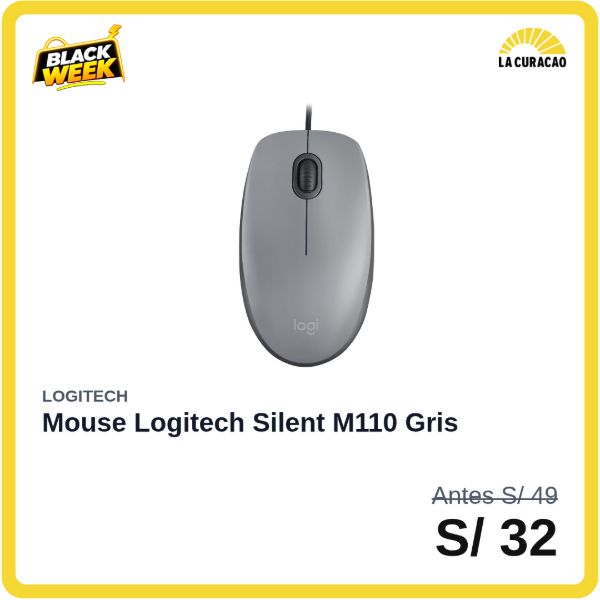 BLACK
WEEK
LA CURACAO
logi
LOGITECH
Mouse Logitech Silent M110 Gris
Antes S/ 49
S/ 32